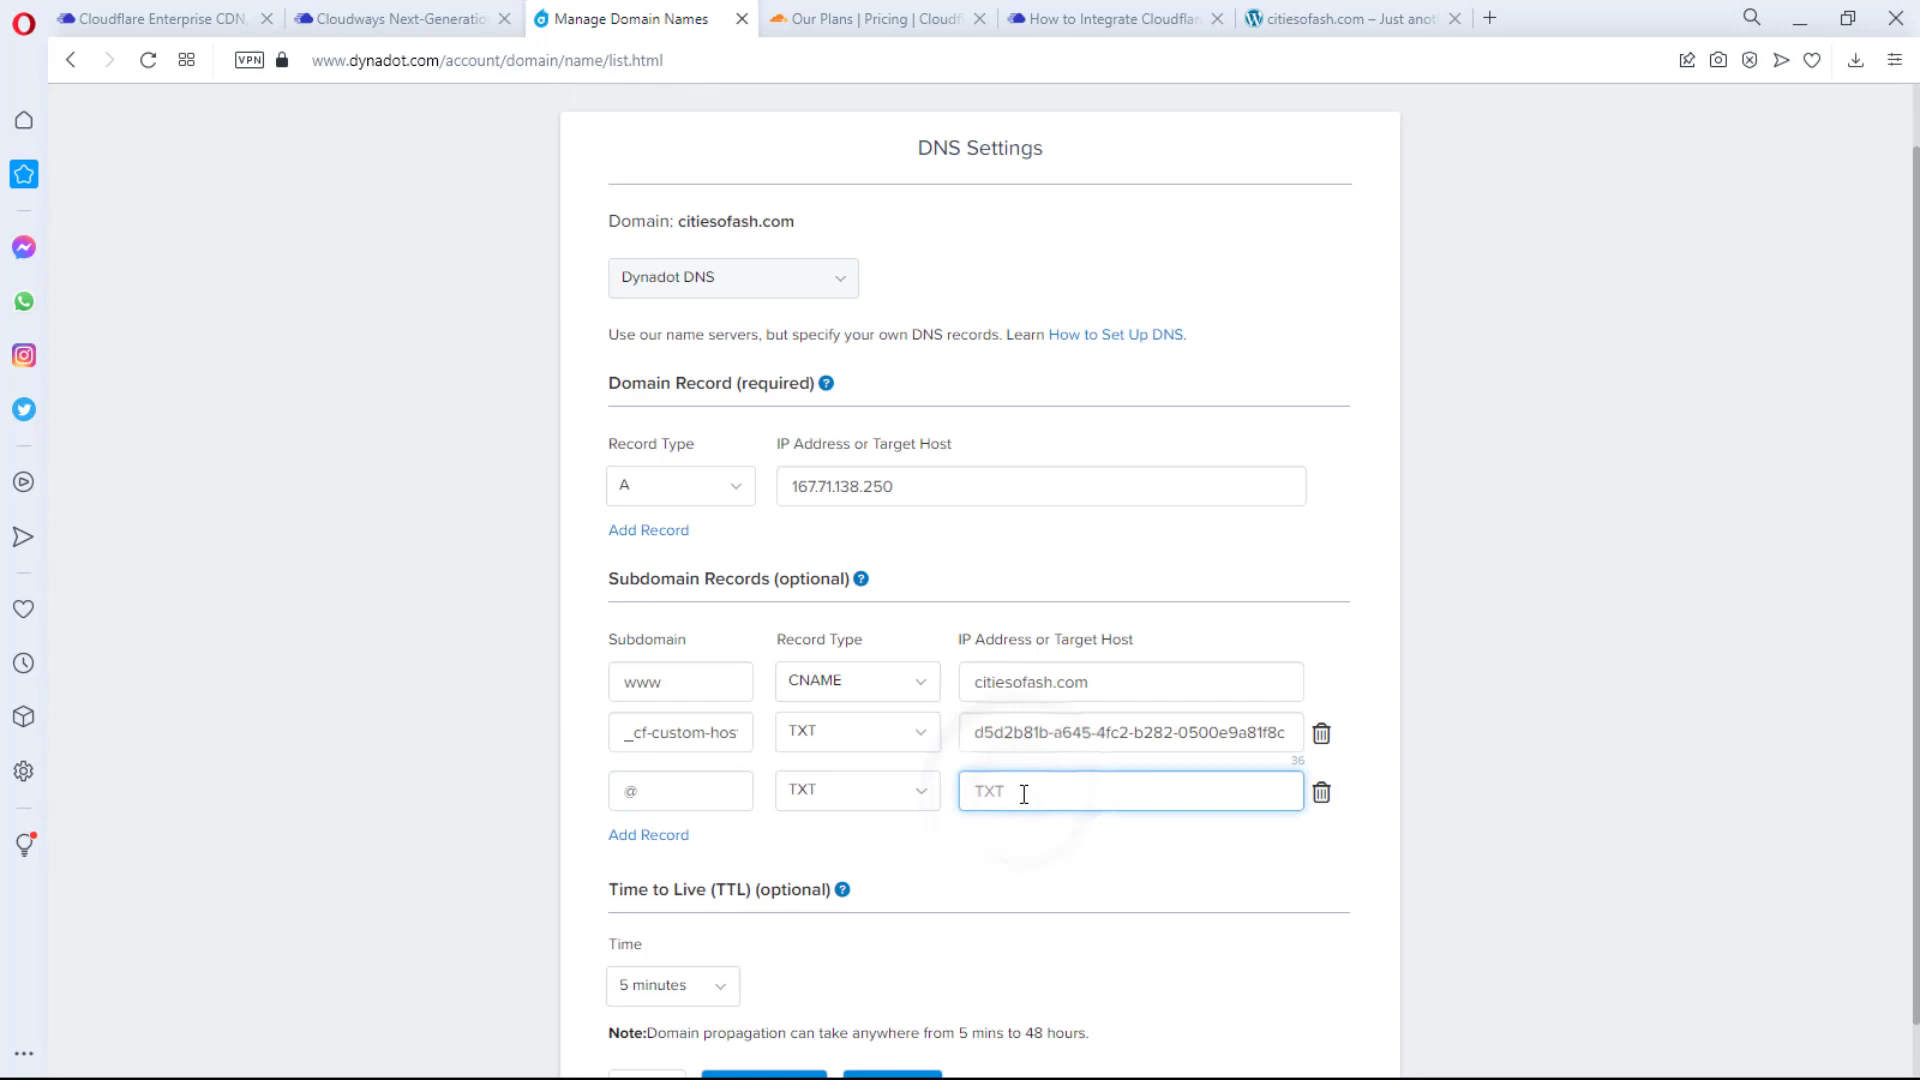 Cloudflare Enterprise CDN,
Cloudways Next-Generatio
Manage Domain Names
Our Plans | Pricing | Cloudf
How to Integrate Cloudflar
citiesofash.com – Just anot
VPN
www.dynadot.com/account/domain/name/list.html
DNS Settings
Domain: citiesofash.com
Dynadot DNS
Use our name servers, but specify your own DNS records. Learn How to Set Up DNS.
Domain Record (required) ?
Record Type IP Address or Target Host
A 167.71.138.250
Add Record
Subdomain Records (optional) ?
Subdomain Record Type IP Address or Target Host
www CNAME citiesofash.com
_cf-custom-hos TXT d5d2b81b-a645-4fc2-b282-0500e9a81f8c
36
@ TXT TXT
Add Record
Time to Live (TTL) (optional) ?
Time
5 minutes
Note:Domain propagation can take anywhere from 5 mins to 48 hours.